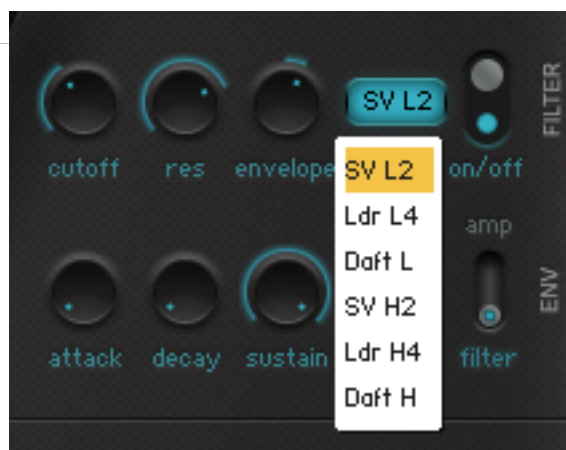 SV L2
FILTER
cutoff res envelope on/off
SV L2
Ldr L4
amp
Daft L
ENV
SV H2
attack decay sustain filter
Ldr H4
Daft H